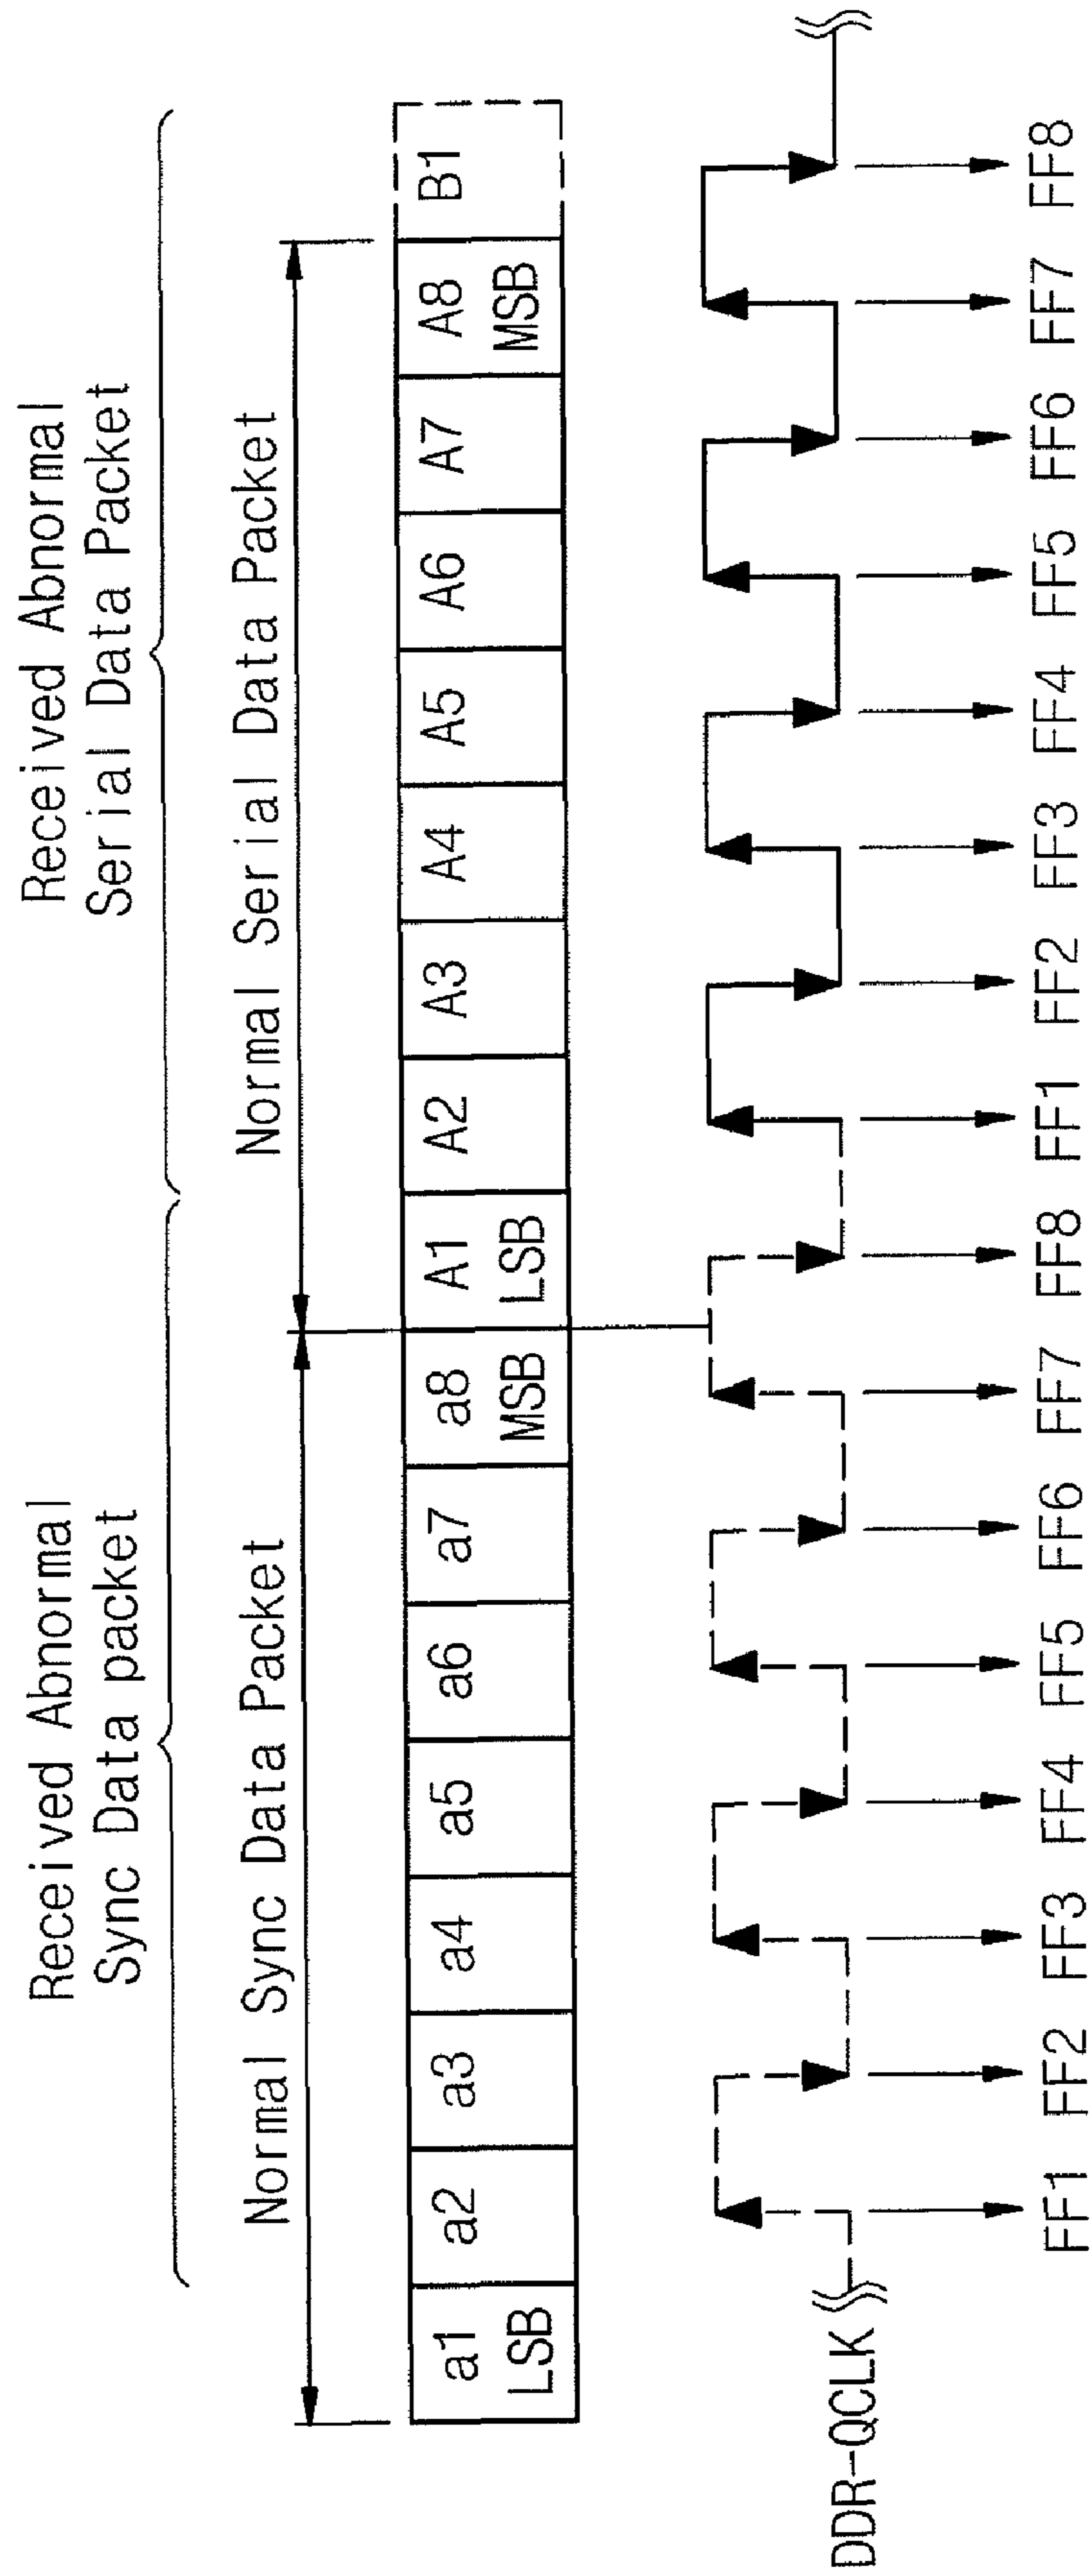 Received Abnormal
Sync Data packet
Received Abnormal
Serial Data Packet
Normal Sync Data Packet
Normal Serial Data Packet
a1
LSB
a2
a3
a4
a5
a6
a7
a8
MSB
A1
LSB
A2
A3
A4
A5
A6
A7
A8
MSB
B1
DDR-QCLK
FF1
FF2
FF3
FF4
FF5
FF6
FF7
FF8
FF1
FF2
FF3
FF4
FF5
FF6
FF7
FF8